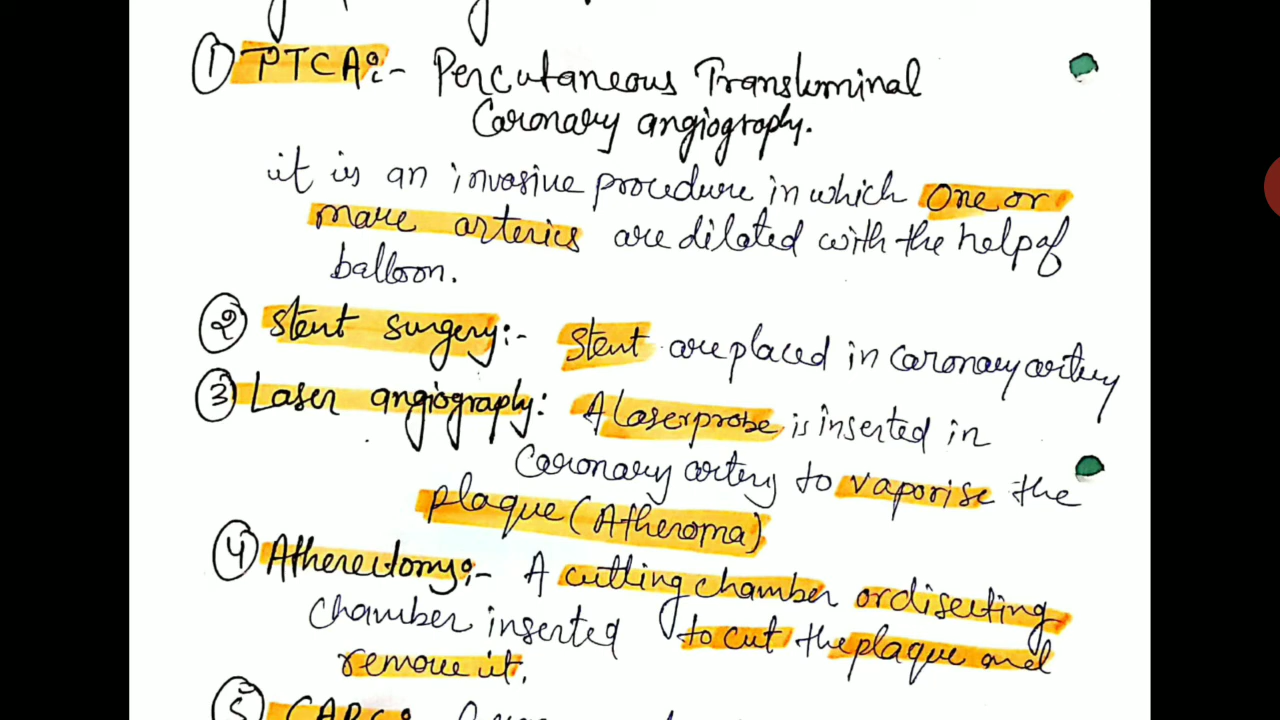 ① PTCA:- Percutaneous Transluminal
Coronary angiography.
it is an invasive procedure in which one or
more arteries are dilated with the help of
balloon.
② Stent surgery:- Stent are placed in coronary artery
③ Laser angiography: A laser probe is inserted in
Coronary artery to vaporise the
plaque (Atheroma)
④ Atherectomy:- A cutting chamber or disecting
chamber inserted to cut the plaque and
remove it.
⑤